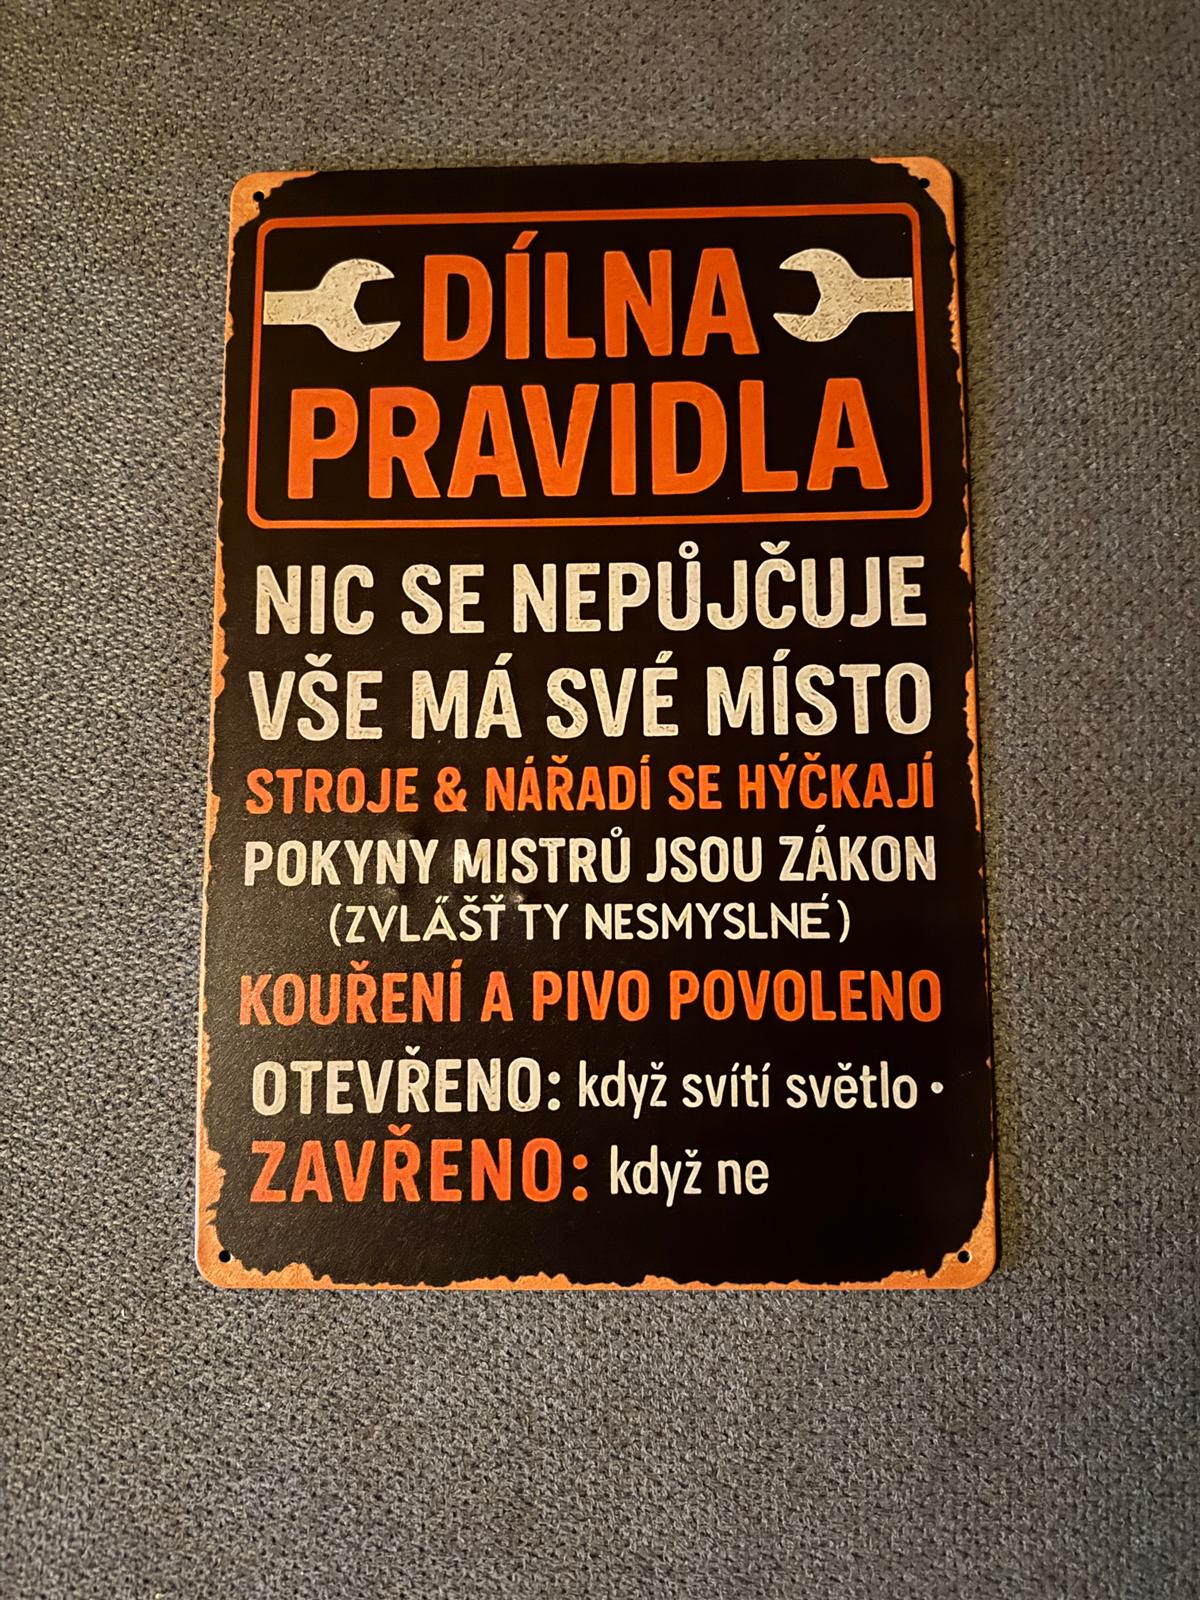 DÍLNA
PRAVIDLA
NIC SE NEPŮJČUJE
VŠE MÁ SVÉ MÍSTO
STROJE & NÁŘADÍ SE HÝČKAJÍ
POKYNY MISTRŮ JSOU ZÁKON
(ZVLÁŠŤ TY NESMYSLNÉ)
KOUŘENÍ A PIVO POVOLENO
OTEVŘENO: když svítí světlo •
ZAVŘENO: když ne